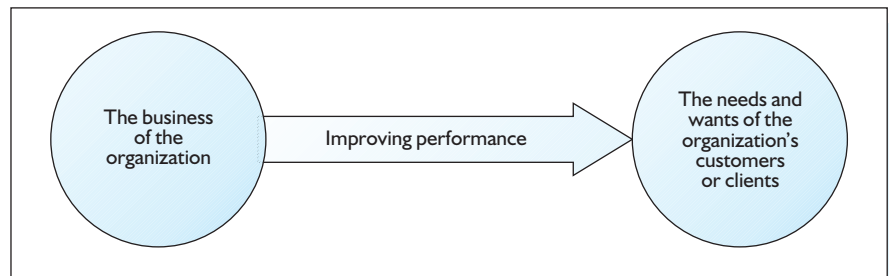 The business
of the
organization
Improving performance
The needs and
wants of the
organization's
customers
or clients